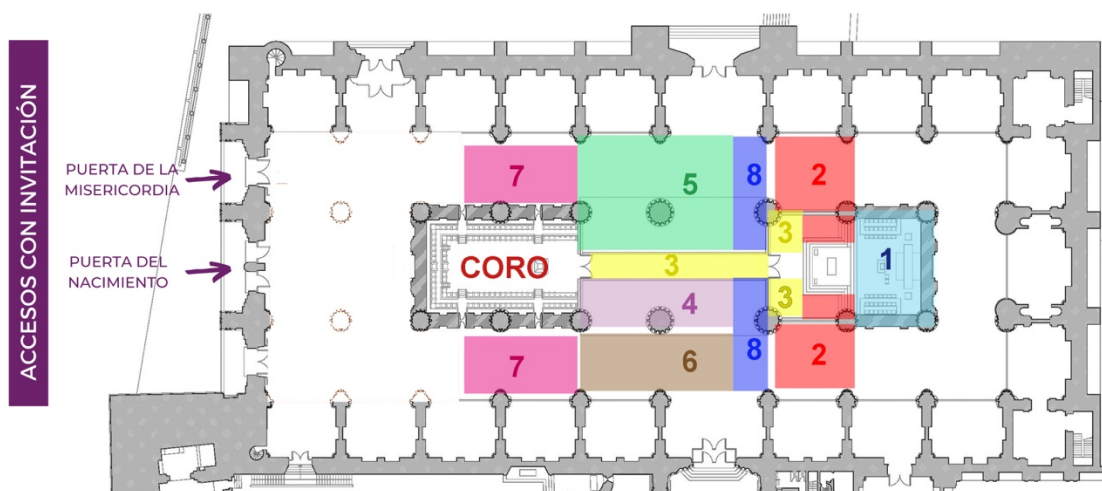 ACCESOS CON INVITACIÓN
PUERTA DE LA
MISERICORDIA
PUERTA DEL
NACIMIENTO
7
5
8
2
3
CORO
3
1
4
3
7
6
8
2